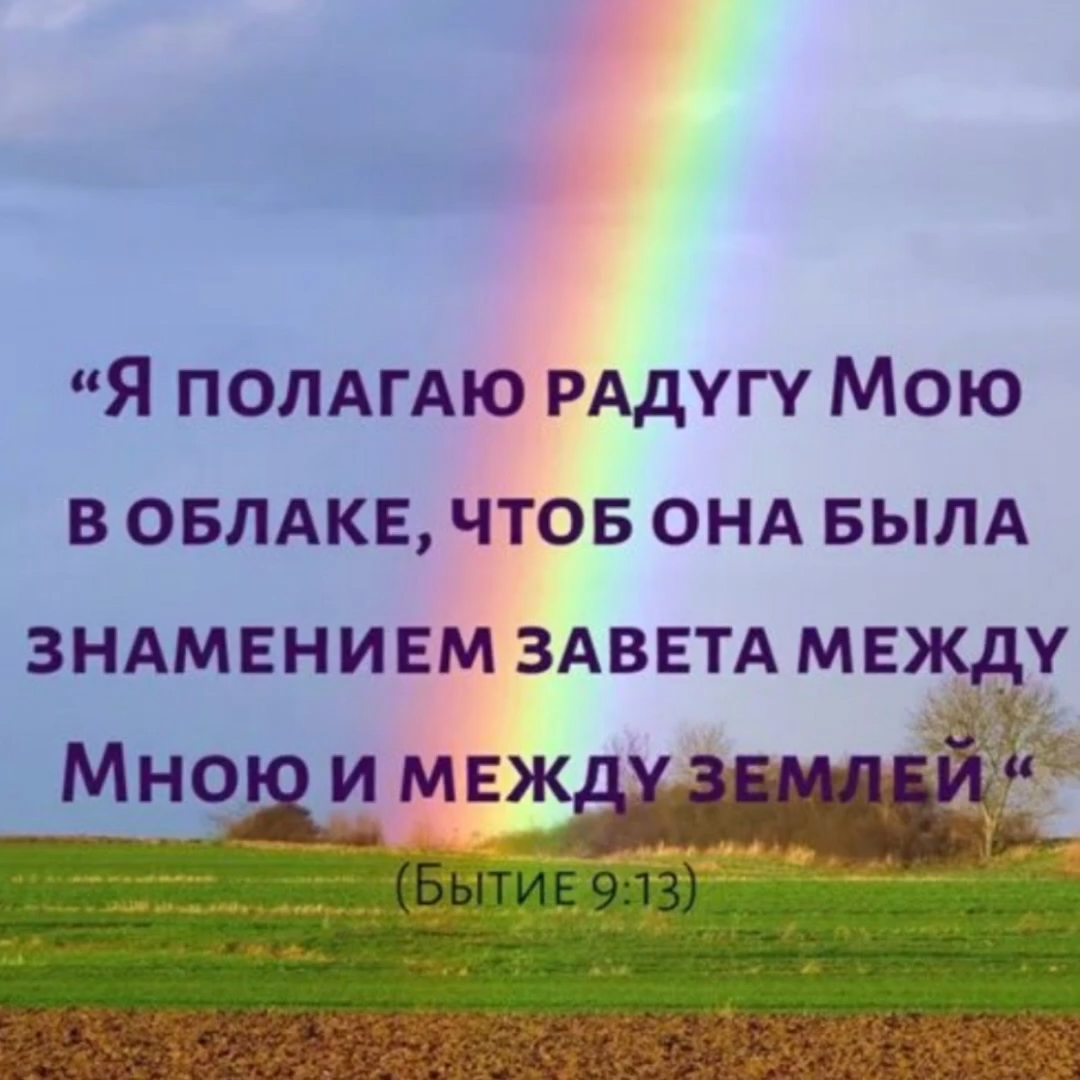 “Я полагаю радугу Мою
в облаке, чтоб она была
знамением завета между
Мною и между землей “
(Бытие 9:13)